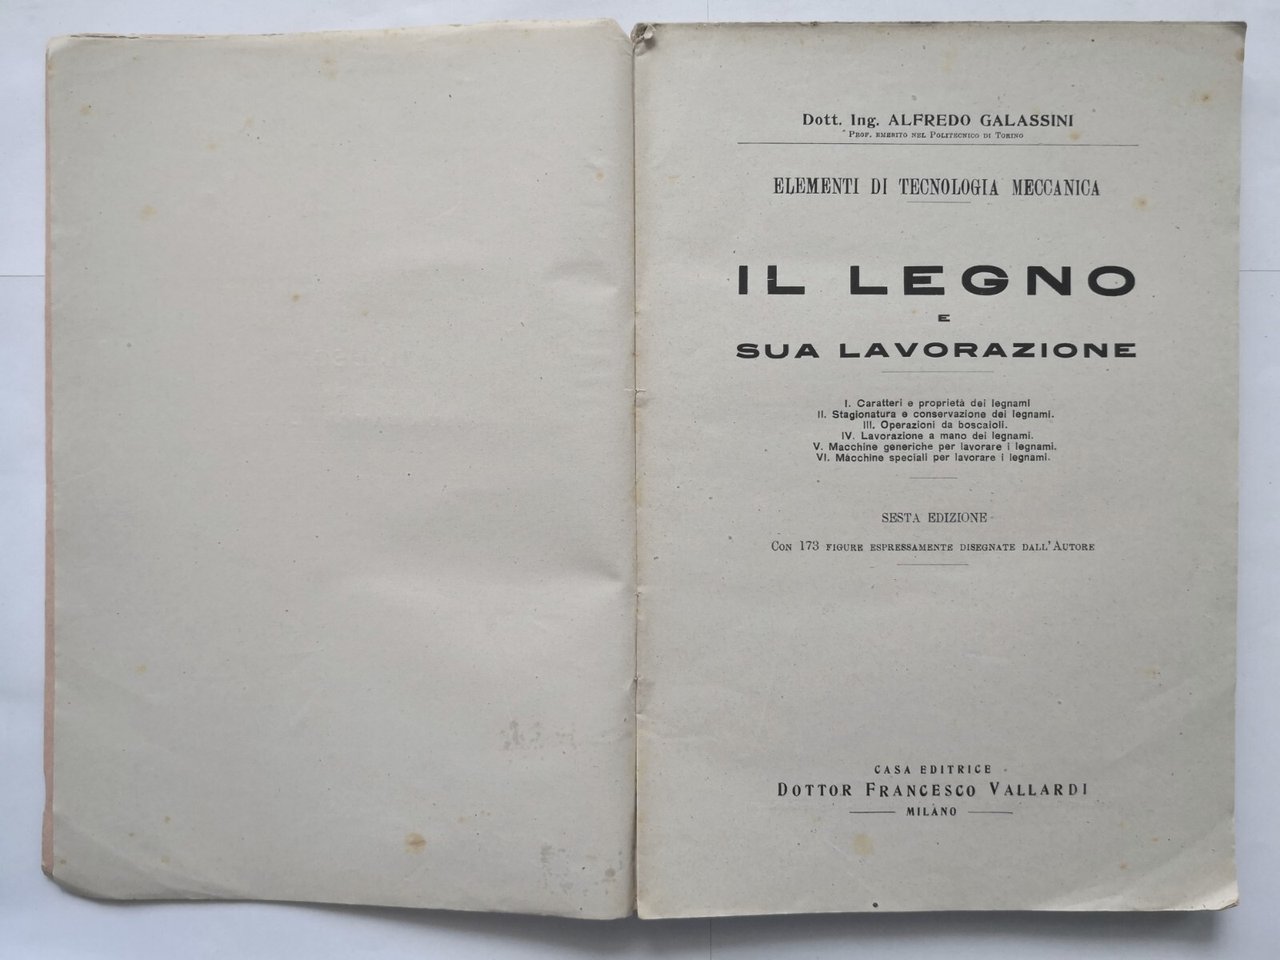 Dott. Ing. ALFREDO GALASSINI
PROF. EMERITO NEL POLITECNICO DI TORINO
ELEMENTI DI TECNOLOGIA MECCANICA
IL LEGNO
E
SUA LAVORAZIONE
I. Caratteri e proprietà dei legnami
II. Stagionatura e conservazione dei legnami.
III. Operazioni da boscaioli.
IV. Lavorazione a mano dei legnami.
V. Macchine generiche per lavorare i legnami.
VI. Macchine speciali per lavorare i legnami.
SESTA EDIZIONE
CON 173 FIGURE ESPRESSAMENTE DISEGNATE DALL'AUTORE
CASA EDITRICE
DOTTOR FRANCESCO VALLARDI
MILANO